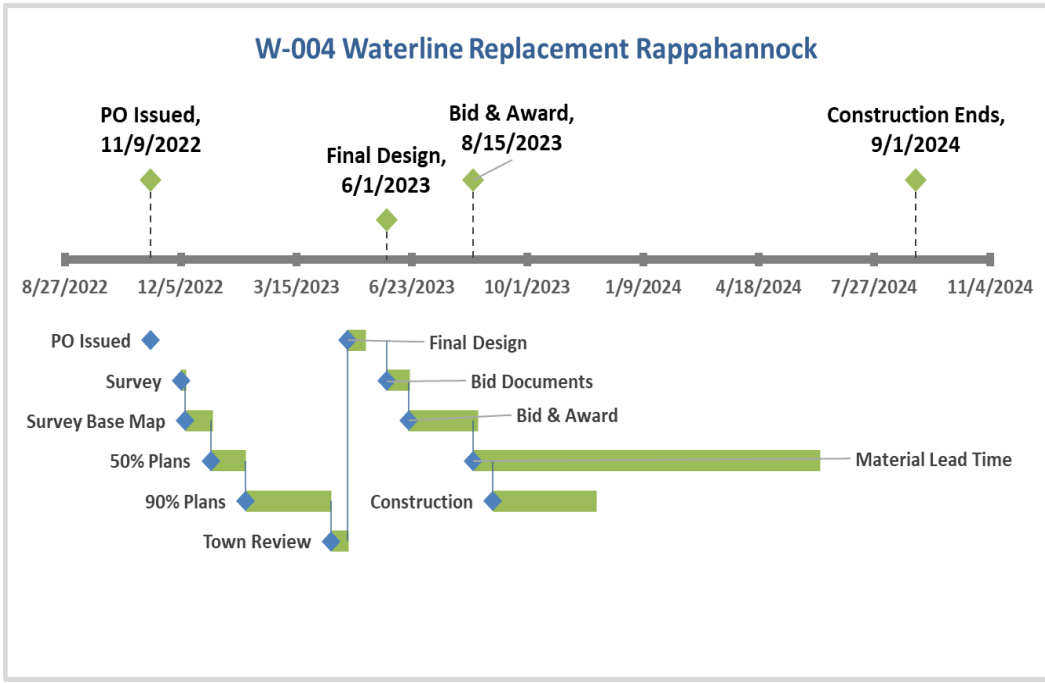 W-004 Waterline Replacement Rappahannock
PO Issued,
11/9/2022
Final Design,
6/1/2023
Bid & Award,
8/15/2023
Construction Ends,
9/1/2024
8/27/2022
12/5/2022
3/15/2023
6/23/2023
10/1/2023
1/9/2024
4/18/2024
7/27/2024
11/4/2024
PO Issued
Final Design
Survey
Bid Documents
Survey Base Map
Bid & Award
50% Plans
Material Lead Time
90% Plans
Construction
Town Review